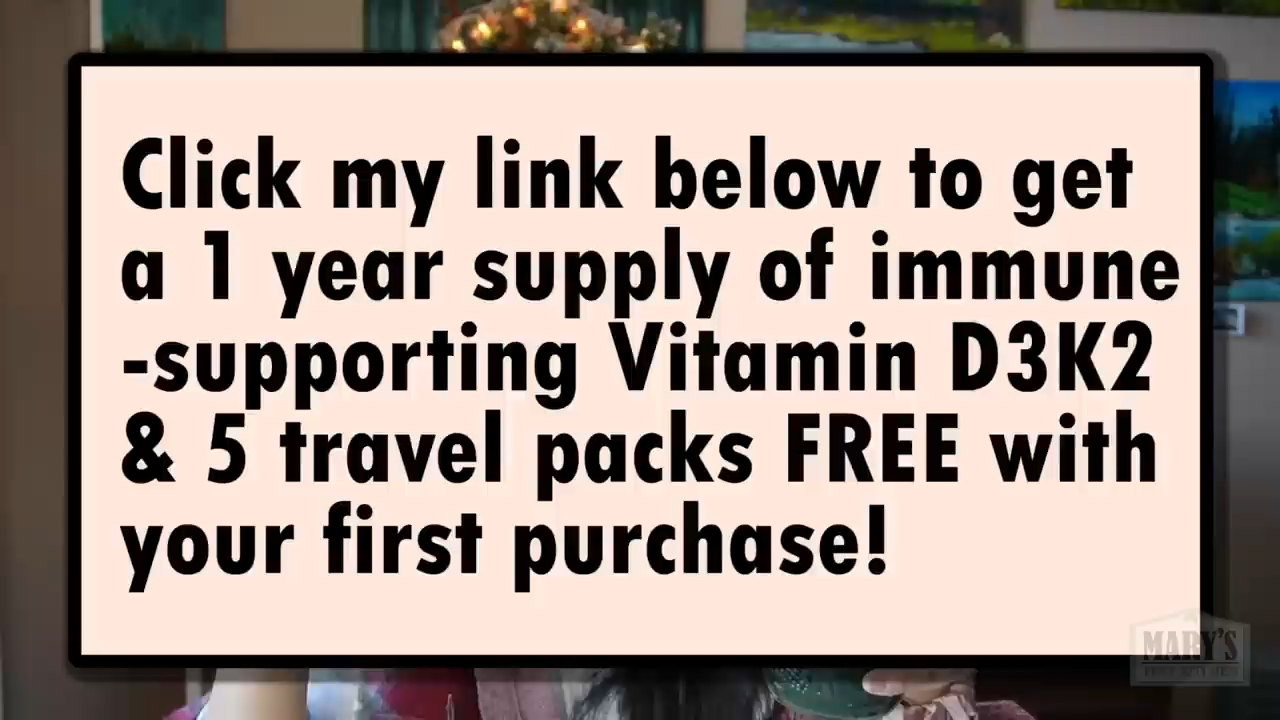 Click my link below to get
a 1 year supply of immune
-supporting Vitamin D3K2
& 5 travel packs FREE with
your first purchase!
MARY'S